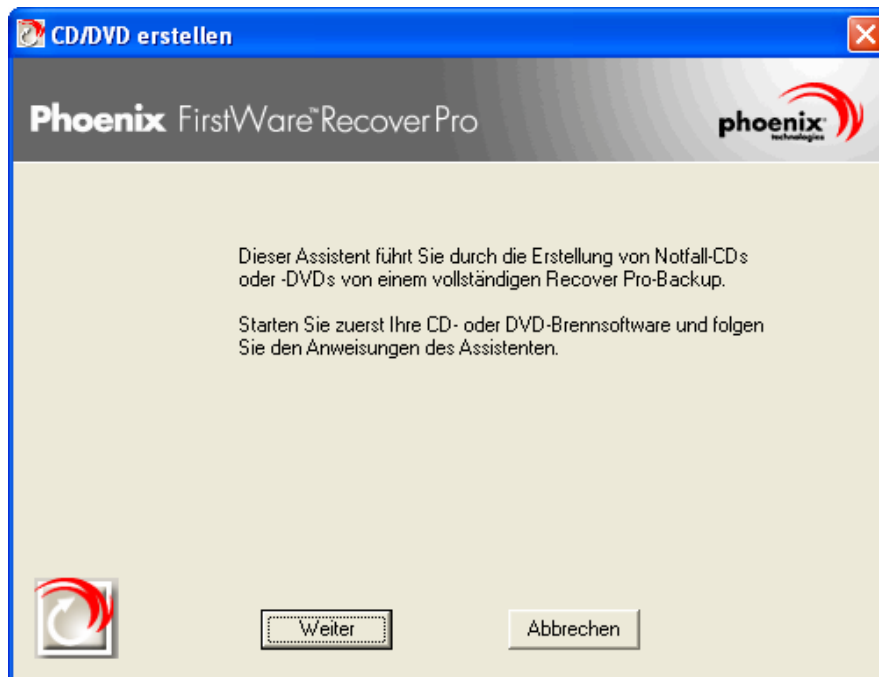 CD/DVD erstellen
Phoenix FirstWare™ Recover Pro
phoenix
technologies
Dieser Assistent führt Sie durch die Erstellung von Notfall-CDs
oder -DVDs von einem vollständigen Recover Pro-Backup.
Starten Sie zuerst Ihre CD- oder DVD-Brennsoftware und folgen
Sie den Anweisungen des Assistenten.
Weiter
Abbrechen